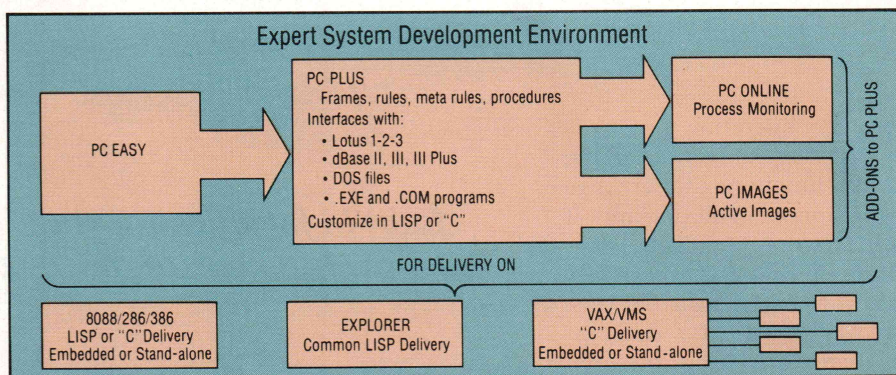 Expert System Development Environment
PC EASY
PC PLUS
Frames, rules, meta rules, procedures
Interfaces with:
• Lotus 1-2-3
• dBase II, III, III Plus
• DOS files
• .EXE and .COM programs
Customize in LISP or “C”
PC ONLINE
Process Monitoring
PC IMAGES
Active Images
ADD-ONS to PC PLUS
FOR DELIVERY ON
8088/286/386
LISP or “C” Delivery
Embedded or Stand-alone
EXPLORER
Common LISP Delivery
VAX/VMS
“C” Delivery
Embedded or Stand-alone